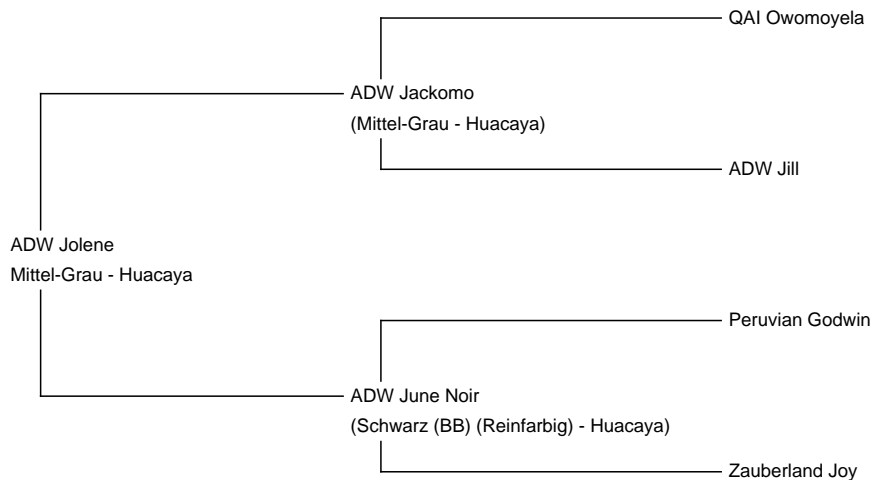 QAI Owomoyela
ADW Jackomo
(Mittel-Grau - Huacaya)
ADW Jill
ADW Jolene
Mittel-Grau - Huacaya
Peruvian Godwin
ADW June Noir
(Schwarz (BB) (Reinfarbig) - Huacaya)
Zauberland Joy